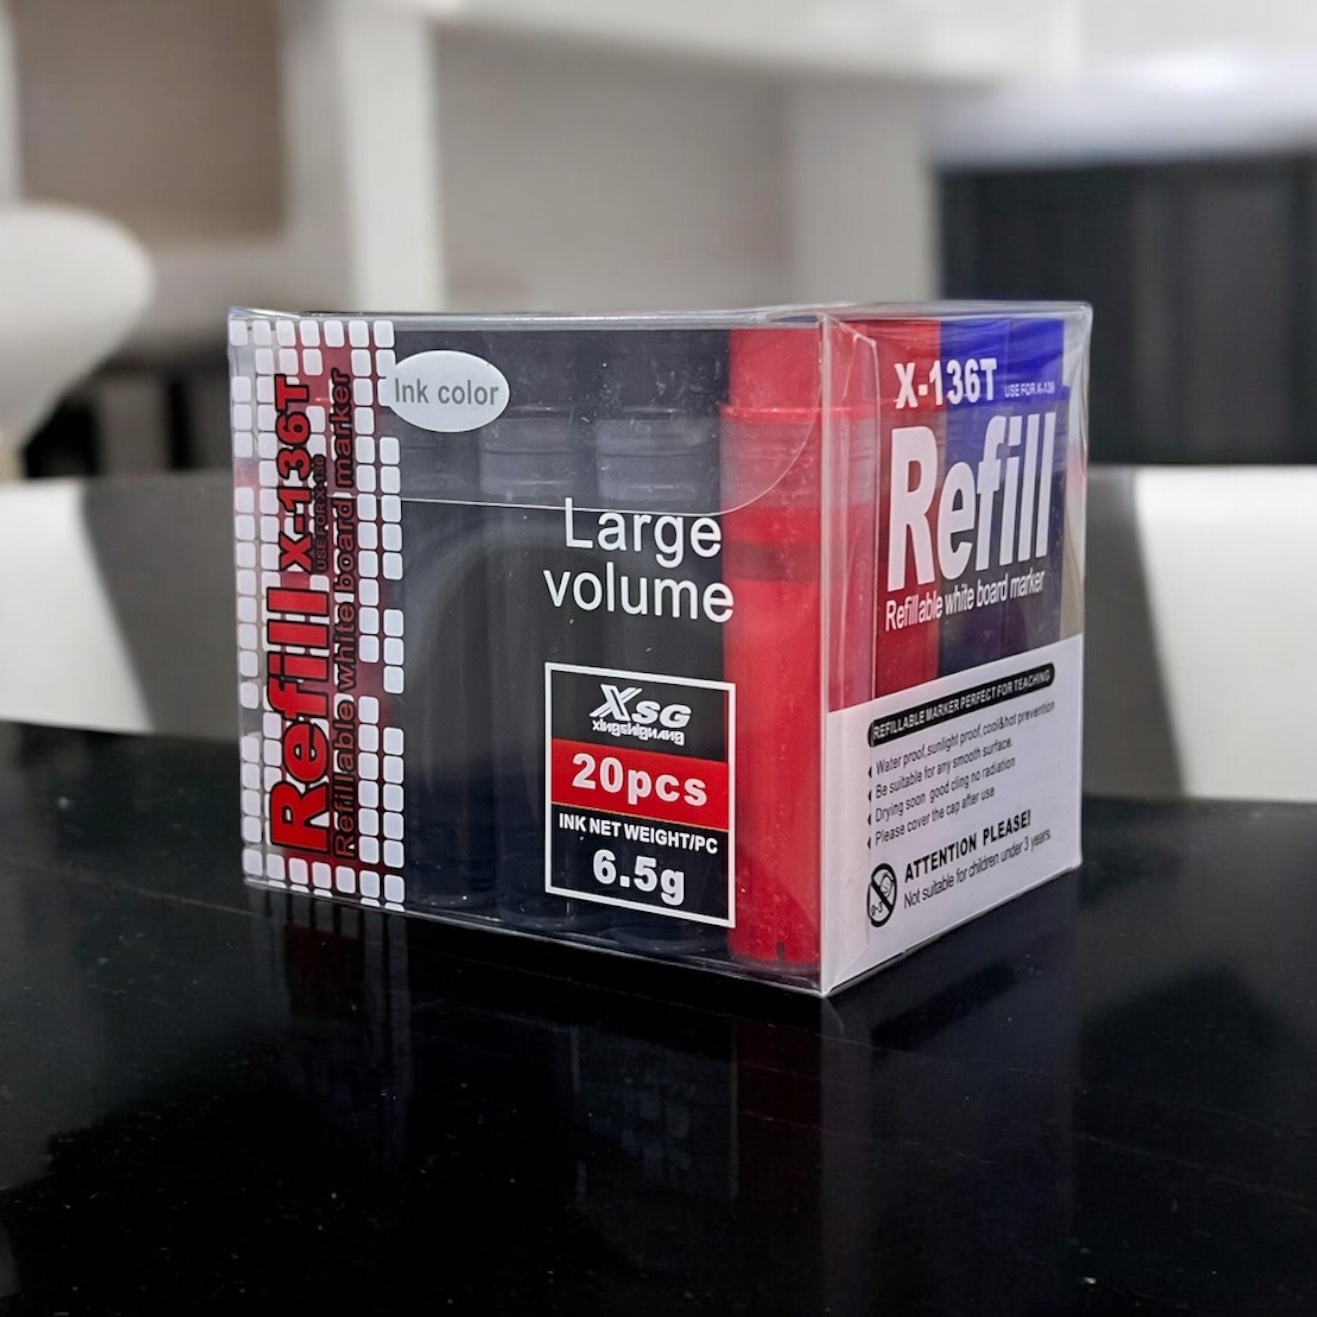 Ink color
Large
volume
XSG
xingshiguang
20pcs
INK NET WEIGHT/PC
6.5g
Refill X-136T
USE FOR X-136
Refillable white board marker
X-136T USE FOR X-136
Refill
Refillable white board marker
REFILLABLE MARKER PERFECT FOR TEACHING
Water proof,sunlight proof,cool&hot prevention
Be suitable for any smooth surface.
Drying soon good cling no radiation
Please cover the cap after use
0-3
ATTENTION PLEASE!
Not suitable for children under 3 years